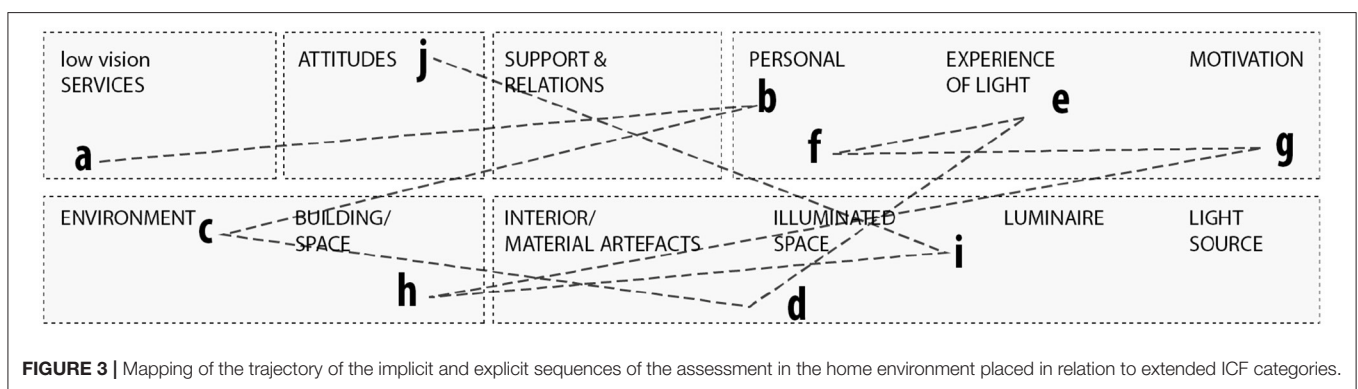 low vision
SERVICES
ATTITUDES
j
SUPPORT &
RELATIONS
PERSONAL
b
EXPERIENCE
OF LIGHT
e
MOTIVATION
a
f
g
ENVIRONMENT
c
BUILDING/
SPACE
h
INTERIOR/
MATERIAL ARTEFACTS
ILLUMINATED
SPACE
d
i
LUMINAIRE
LIGHT
SOURCE
FIGURE 3 | Mapping of the trajectory of the implicit and explicit sequences of the assessment in the home environment placed in relation to extended ICF categories.